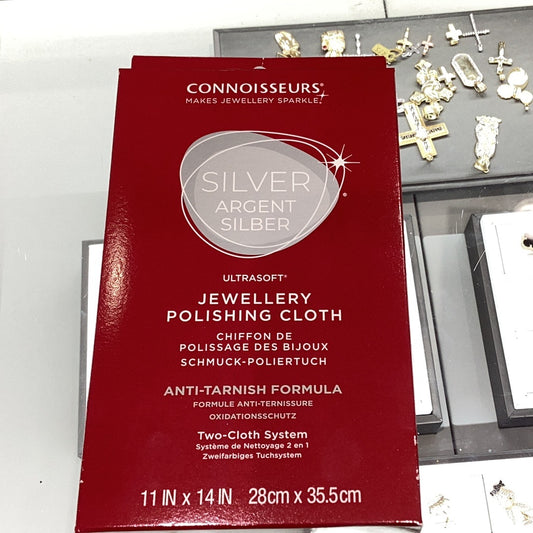 CONNOISSEURS®
MAKES JEWELLERY SPARKLE!
SILVER
ARGENT
SILBER
®
ULTRASOFT®
JEWELLERY
POLISHING CLOTH
CHIFFON DE
POLISSAGE DES BIJOUX
SCHMUCK-POLIERTUCH
ANTI-TARNISH FORMULA
FORMULE ANTI-TERNISSURE
OXIDATIONSSCHUTZ
Two-Cloth System
Système de Nettoyage 2 en 1
Zweifarbiges Tuchsystem
11 IN x 14 IN 28cm x 35.5cm